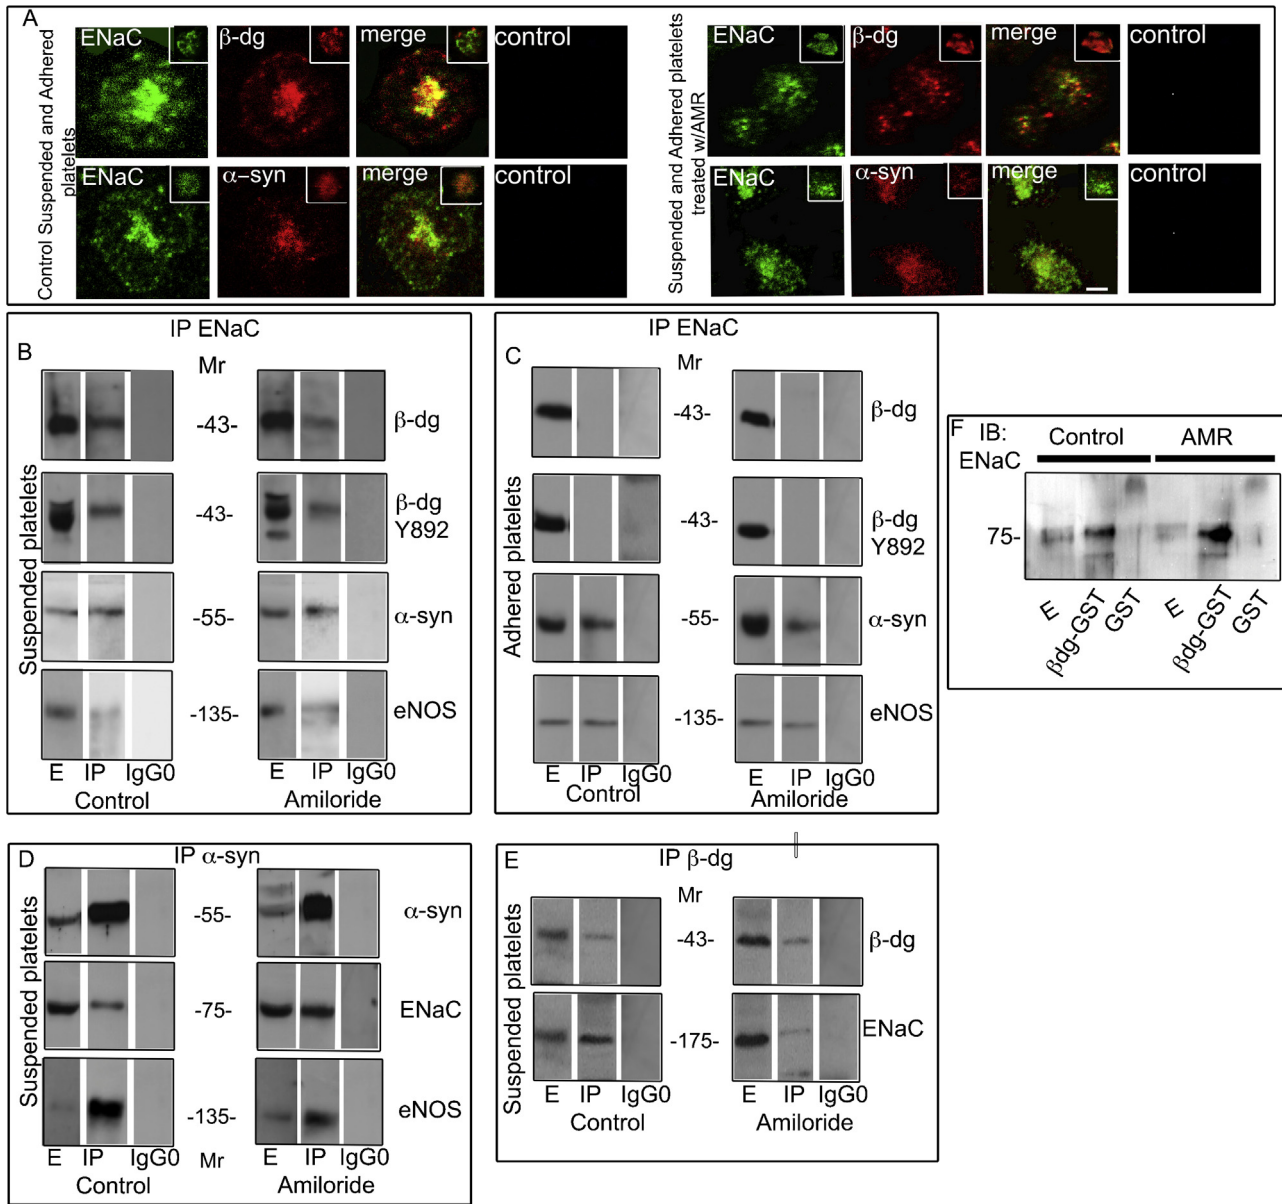 A
Control Suspended and Adhered
platelets
ENaC
β-dg
merge
control
ENaC
α–syn
merge
control
Suspended and Adhered platelets
treated w/AMR
ENaC
β-dg
merge
control
ENaC
α-syn
merge
control
IP ENaC
B
Mr
Suspended platelets
-43-
β-dg
-43-
β-dg
Y892
-55-
α-syn
-135-
eNOS
E IP IgG0
Control
E IP IgG0
Amiloride
IP ENaC
C
Mr
Adhered platelets
-43-
β-dg
-43-
β-dg
Y892
-55-
α-syn
-135-
eNOS
E IP IgG0
Control
E IP IgG0
Amiloride
F IB:
ENaC
Control
AMR
75-
E
βdg-GST
GST
E
βdg-GST
GST
D
IP α-syn
Suspended platelets
-55-
α-syn
-75-
ENaC
-135-
eNOS
E IP IgG0
Mr
E IP IgG0
Control
Amiloride
E
IP β-dg
Mr
Suspended platelets
-43-
β-dg
-175-
ENaC
E IP IgG0
Control
E IP IgG0
Amiloride